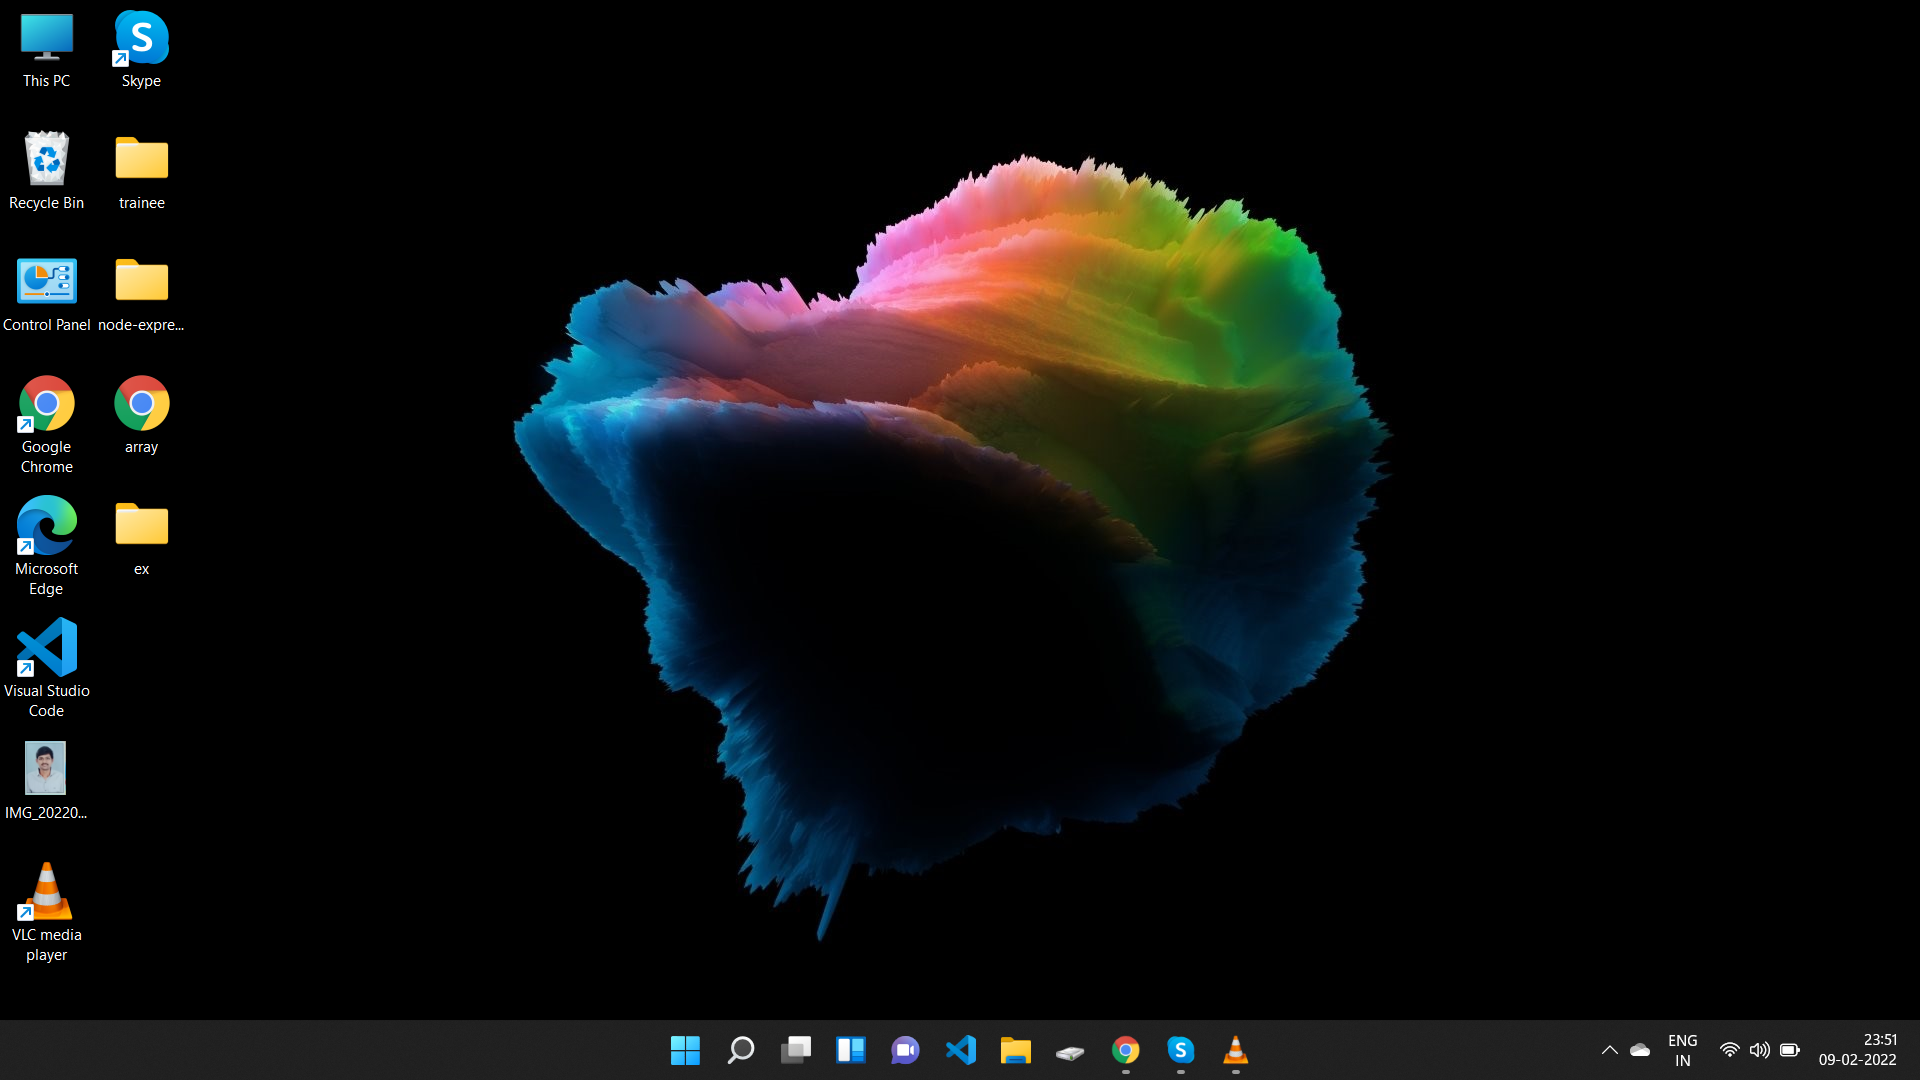 This PC
Skype
Recycle Bin
trainee
Control Panel
node-expre...
Google
Chrome
array
Microsoft
Edge
ex
Visual Studio
Code
IMG_20220...
VLC media
player
ENG
IN
23:51
09-02-2022